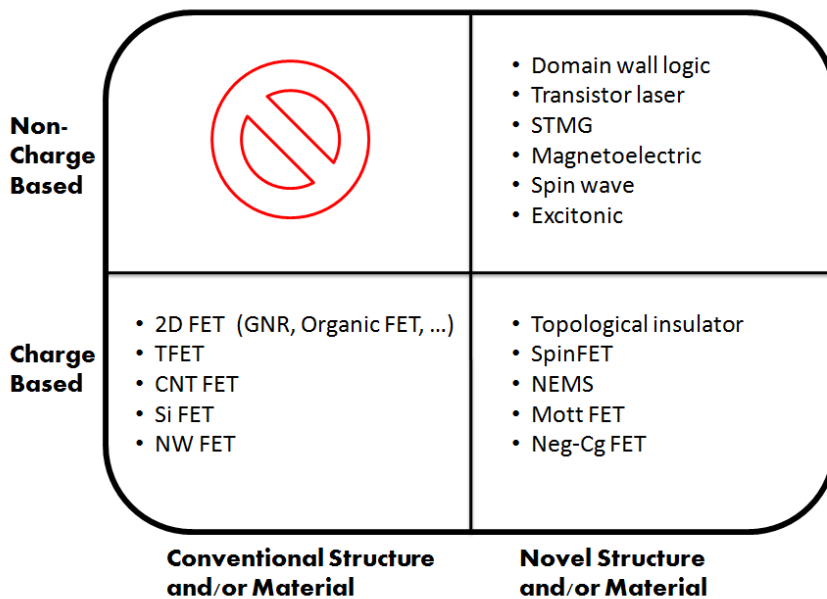 Non-
Charge
Based
• Domain wall logic
• Transistor laser
• STMG
• Magnetoelectric
• Spin wave
• Excitonic
Charge
Based
• 2D FET (GNR, Organic FET, ...)
• TFET
• CNT FET
• Si FET
• NW FET
• Topological insulator
• SpinFET
• NEMS
• Mott FET
• Neg-Cg FET
Conventional Structure
and/or Material
Novel Structure
and/or Material